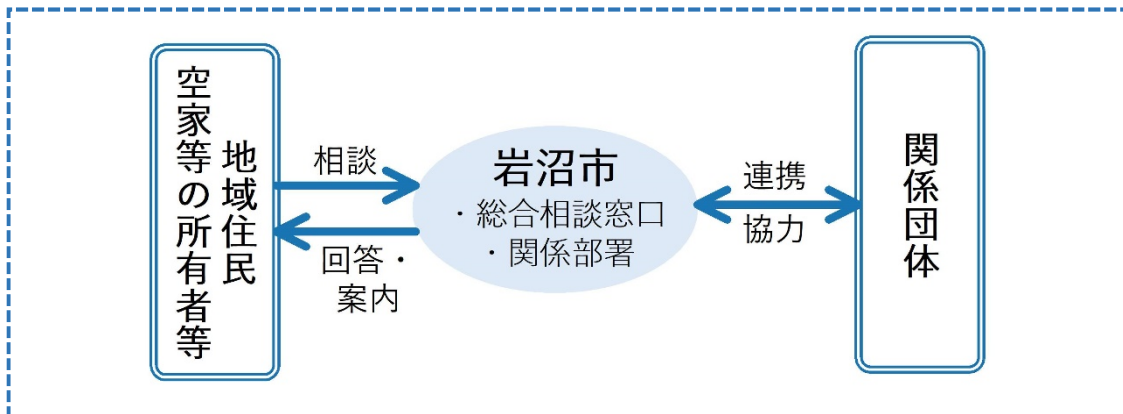 地域住民
空家等の所有者等
相談
回答・
案内
岩沼市
・総合相談窓口
・関係部署
連携
協力
関係団体